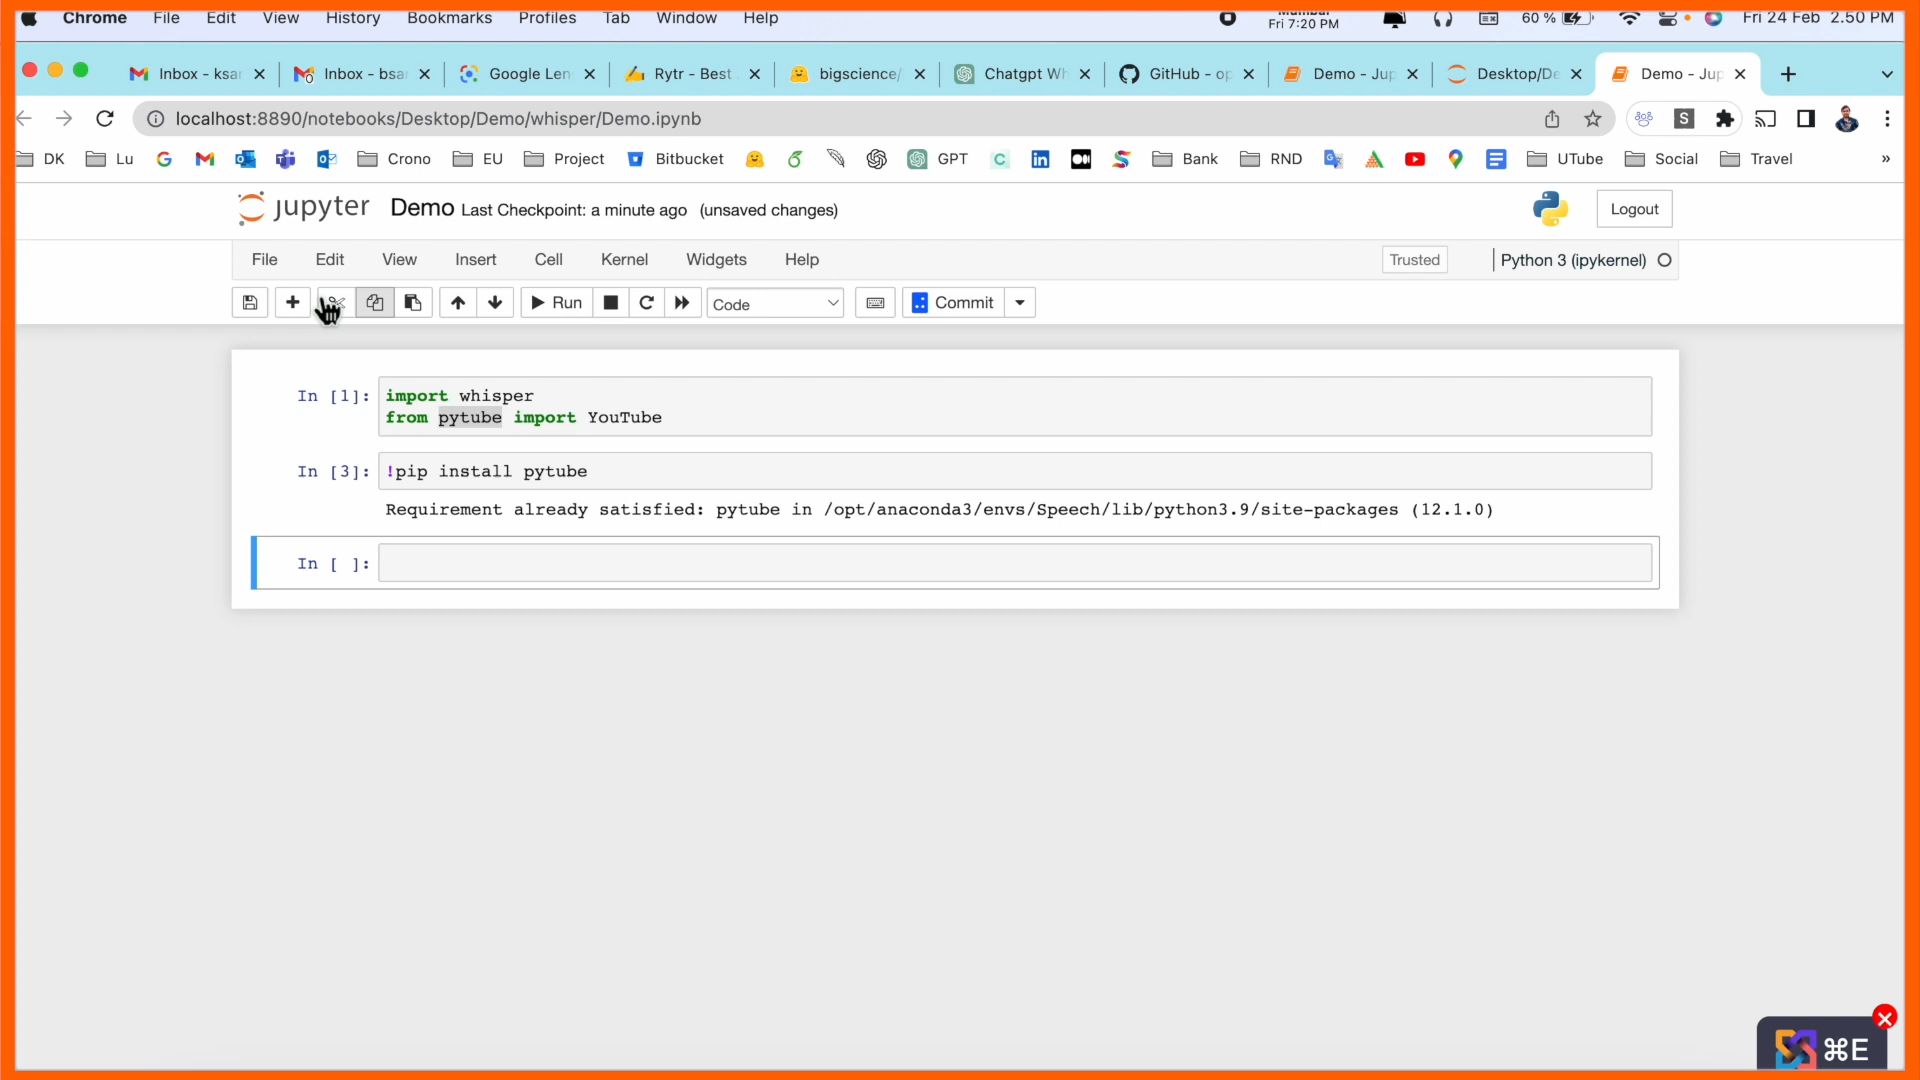 Chrome File Edit View History Bookmarks Profiles Tab Window Help
Fri 7:20 PM 60 % Fri 24 Feb 2.50 PM
Inbox - ksar Inbox - bsar Google Len Rytr - Best bigscience/ Chatgpt Wh GitHub - op Demo - Jup Desktop/De Demo - Jup
localhost:8890/notebooks/Desktop/Demo/whisper/Demo.ipynb S
DK Lu Crono EU Project Bitbucket GPT Bank RND UTube Social Travel »
jupyter Demo Last Checkpoint: a minute ago (unsaved changes) Logout
File Edit View Insert Cell Kernel Widgets Help Trusted Python 3 (ipykernel)
Run Code Commit
In [1]: import whisper
from pytube import YouTube
In [3]: !pip install pytube
Requirement already satisfied: pytube in /opt/anaconda3/envs/Speech/lib/python3.9/site-packages (12.1.0)
In [ ]:
⌘E